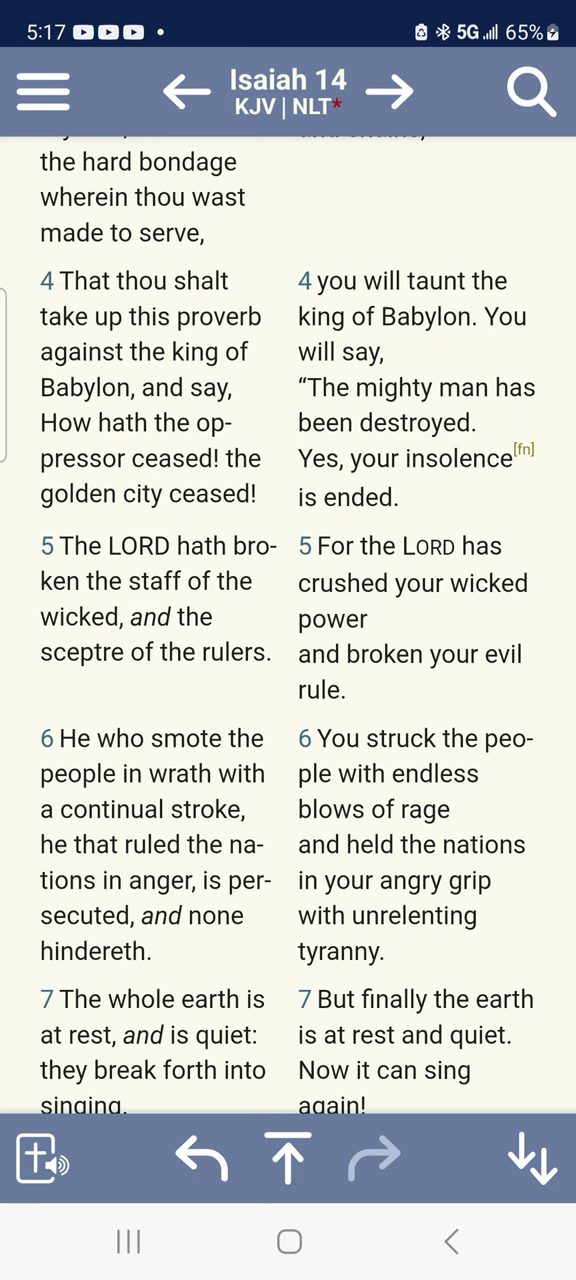 5:17
5G 65%
Isaiah 14
KJV | NLT*
the hard bondage
wherein thou wast
made to serve,
4 That thou shalt
take up this proverb
against the king of
Babylon, and say,
How hath the op-
pressor ceased! the
golden city ceased!
5 The LORD hath bro-
ken the staff of the
wicked, and the
sceptre of the rulers.
6 He who smote the
people in wrath with
a continual stroke,
he that ruled the na-
tions in anger, is per-
secuted, and none
hindereth.
7 The whole earth is
at rest, and is quiet:
they break forth into
singing.
4 you will taunt the
king of Babylon. You
will say,
“The mighty man has
been destroyed.
Yes, your insolence[fn]
is ended.
5 For the LORD has
crushed your wicked
power
and broken your evil
rule.
6 You struck the peo-
ple with endless
blows of rage
and held the nations
in your angry grip
with unrelenting
tyranny.
7 But finally the earth
is at rest and quiet.
Now it can sing
again!